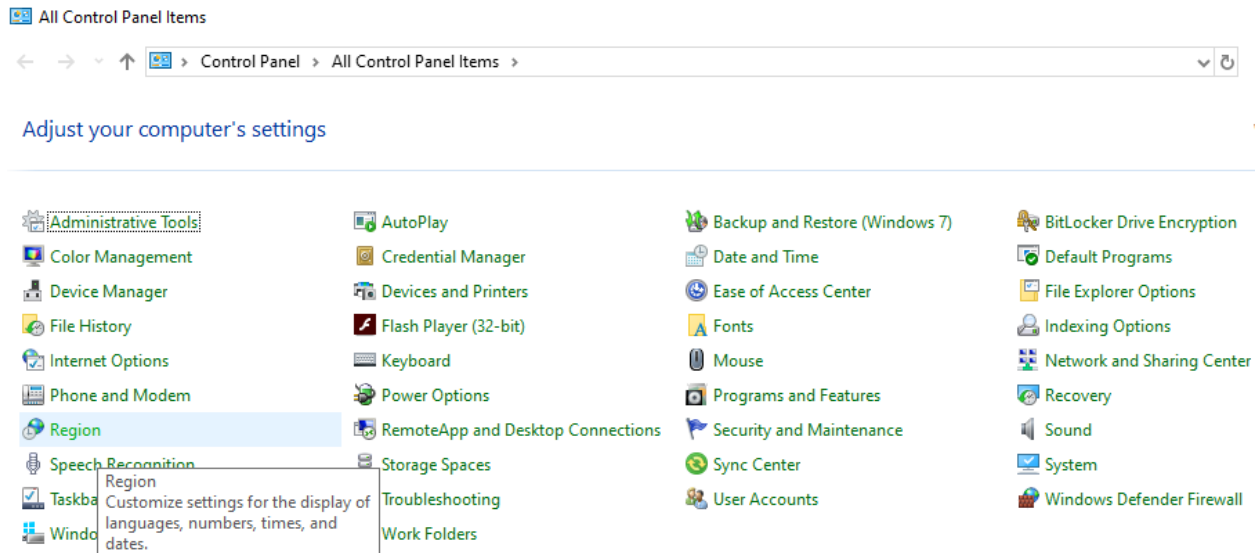 All Control Panel Items
Control Panel > All Control Panel Items >
Adjust your computer's settings
Administrative Tools AutoPlay Backup and Restore (Windows 7) BitLocker Drive Encryption
Color Management Credential Manager Date and Time Default Programs
Device Manager Devices and Printers Ease of Access Center File Explorer Options
File History Flash Player (32-bit) Fonts Indexing Options
Internet Options Keyboard Mouse Network and Sharing Center
Phone and Modem Power Options Programs and Features Recovery
Region RemoteApp and Desktop Connections Security and Maintenance Sound
Speech Recognition Storage Spaces Sync Center System
Taskba Troubleshooting User Accounts Windows Defender Firewall
Windo Work Folders
Region
Customize settings for the display of
languages, numbers, times, and
dates.